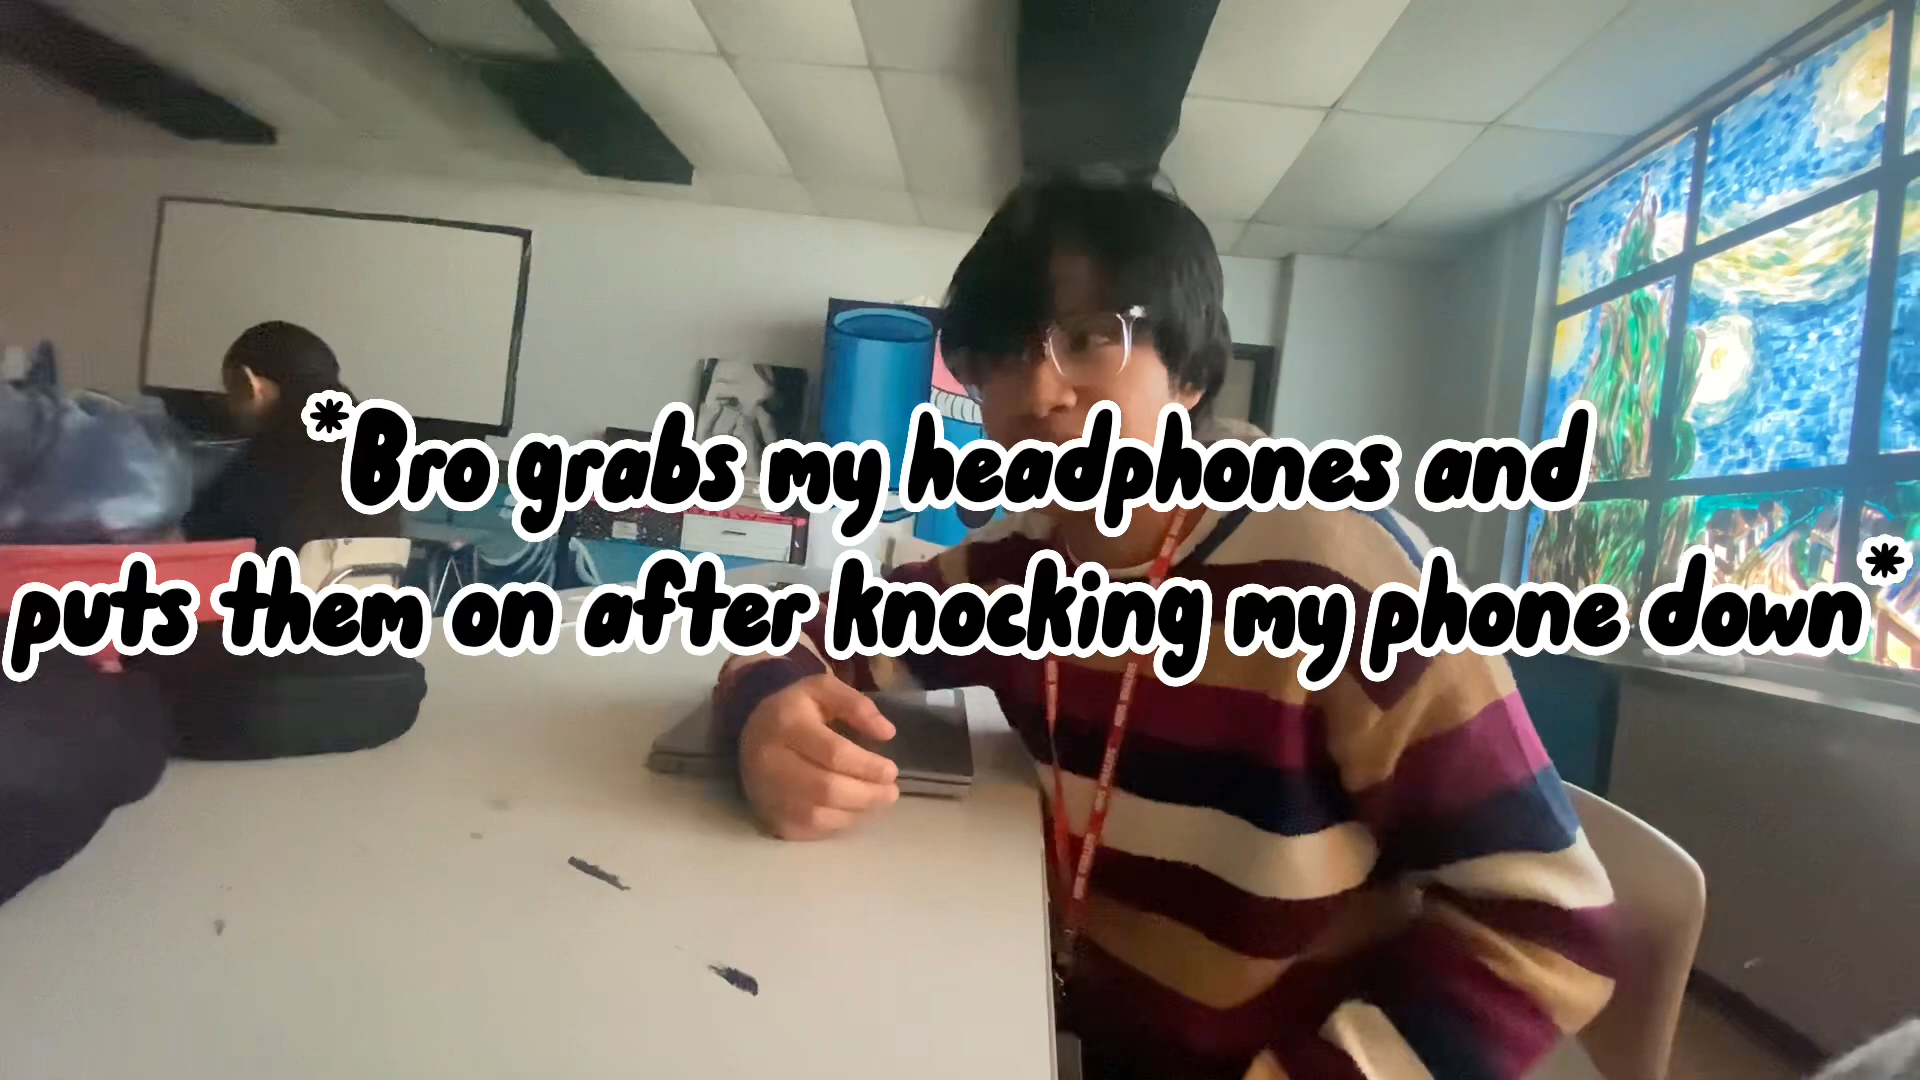 *Bro grabs my headphones and
puts them on after knocking my phone down*